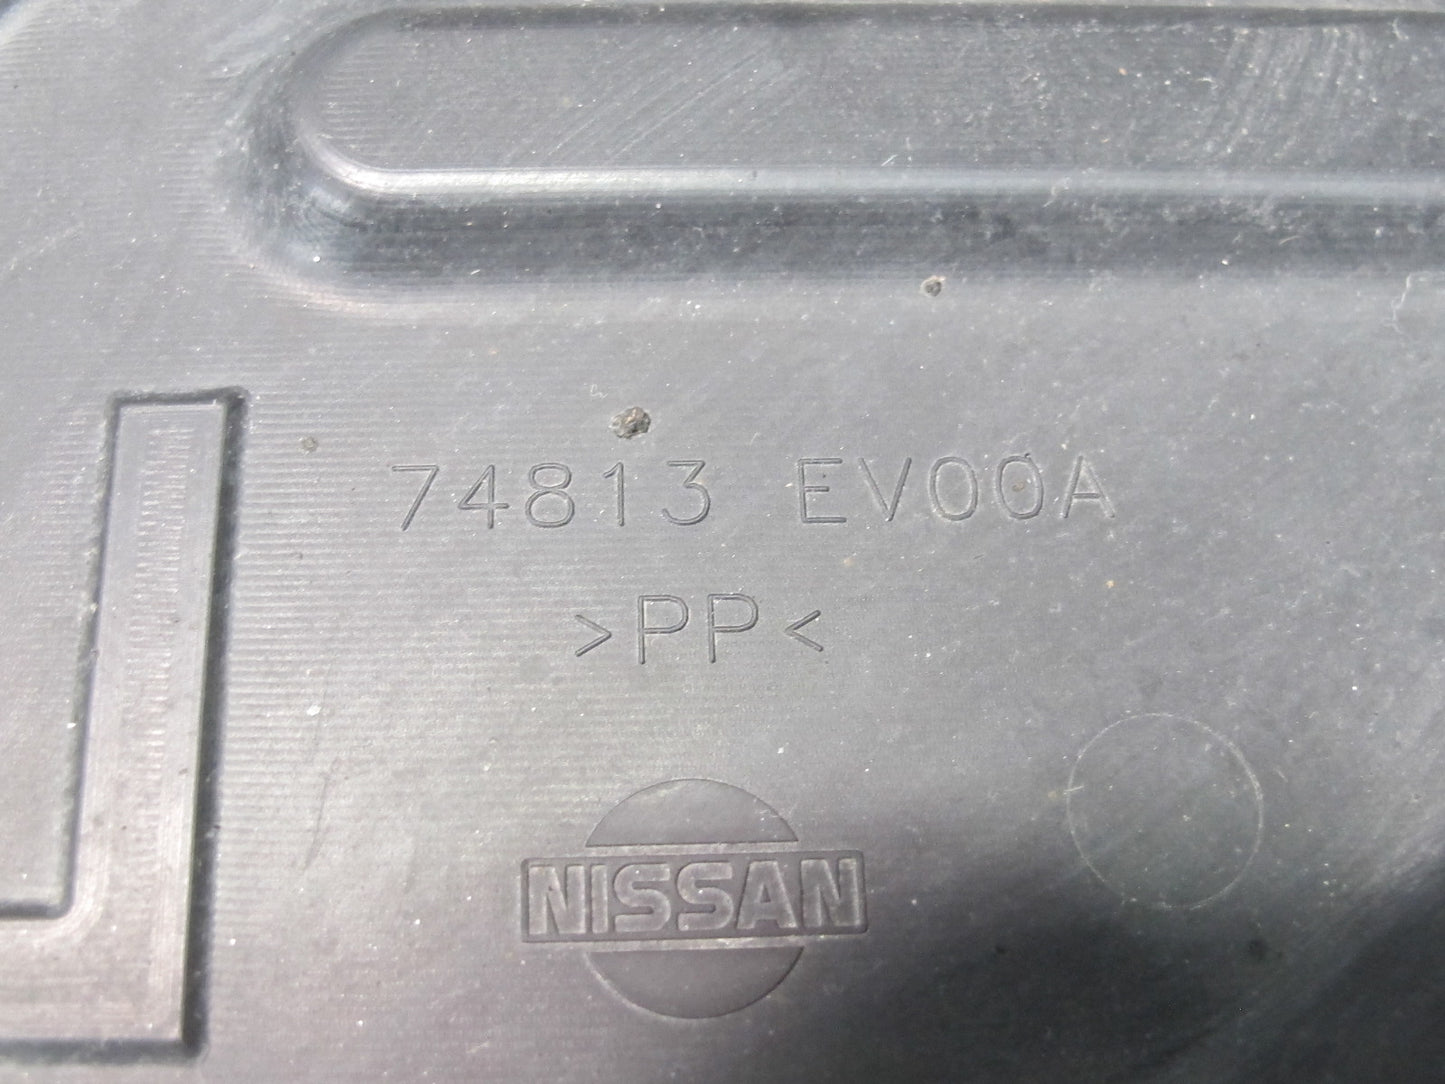 74813 EV00A
>PP<
NISSAN